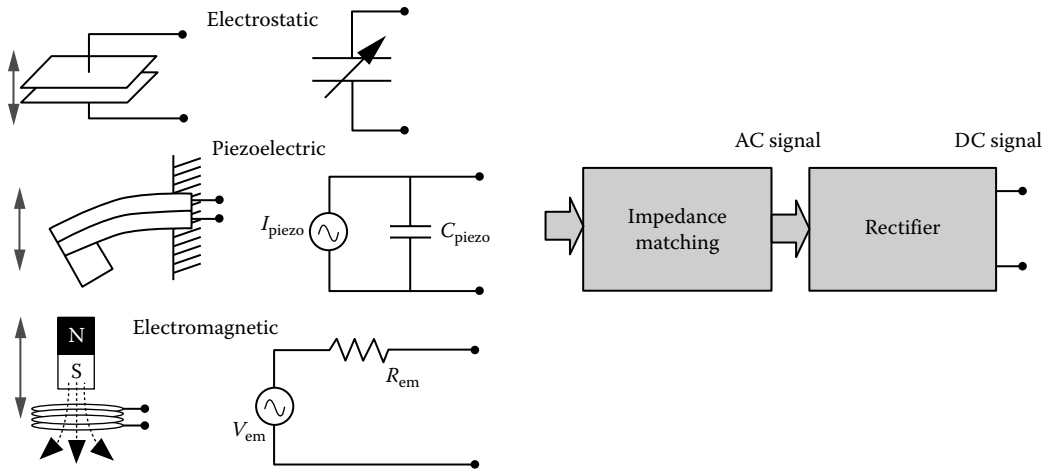 Electrostatic
Piezoelectric
I_piezo
C_piezo
Electromagnetic
N
S
R_em
V_em
AC signal
DC signal
Impedance
matching
Rectifier